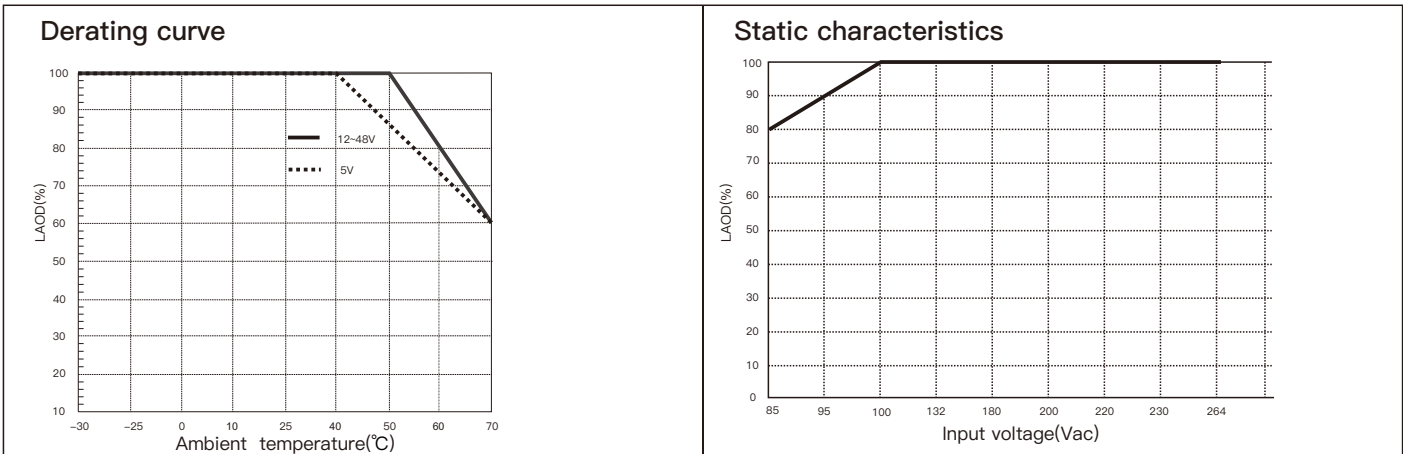 Derating curve
100
90
80
70
60
50
40
30
20
10
LAOD(%)
12~48V
5V
-30 -25 0 10 25 40 50 60 70
Ambient temperature(℃)
Static characteristics
100
90
80
70
60
50
40
30
20
10
0
LAOD(%)
85 95 100 132 180 200 220 230 264
Input voltage(Vac)